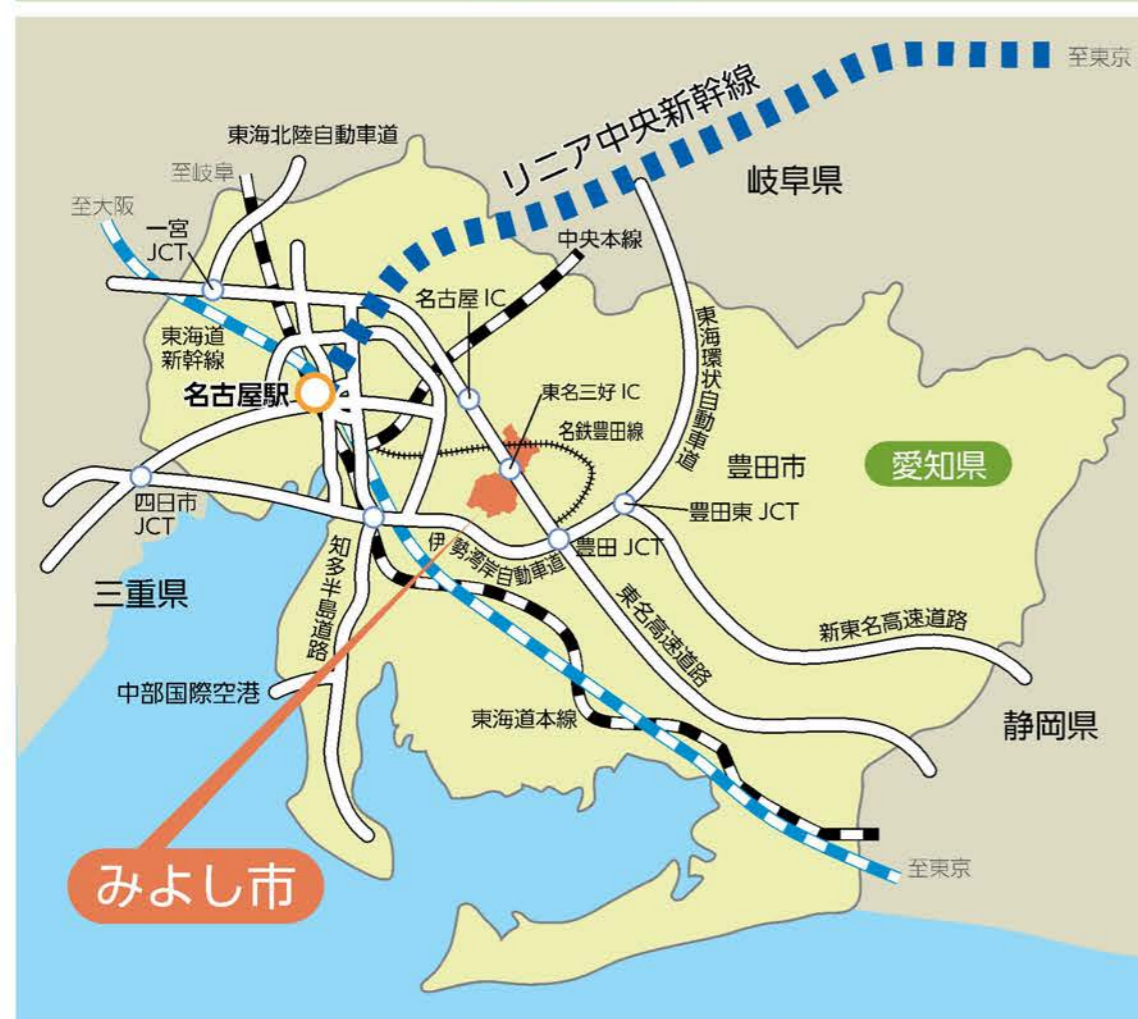 至東京
リニア中央新幹線
東海北陸自動車道
岐阜県
至岐阜
至大阪
一宮
JCT
中央本線
名古屋 IC
東海道
新幹線
東海環状自動車道
名古屋駅
東名三好 IC
名鉄豊田線
豊田市
愛知県
四日市
JCT
豊田東 JCT
伊勢湾岸自動車道
豊田 JCT
知多半島道路
三重県
東名高速道路
新東名高速道路
中部国際空港
東海道本線
静岡県
みよし市
至東京